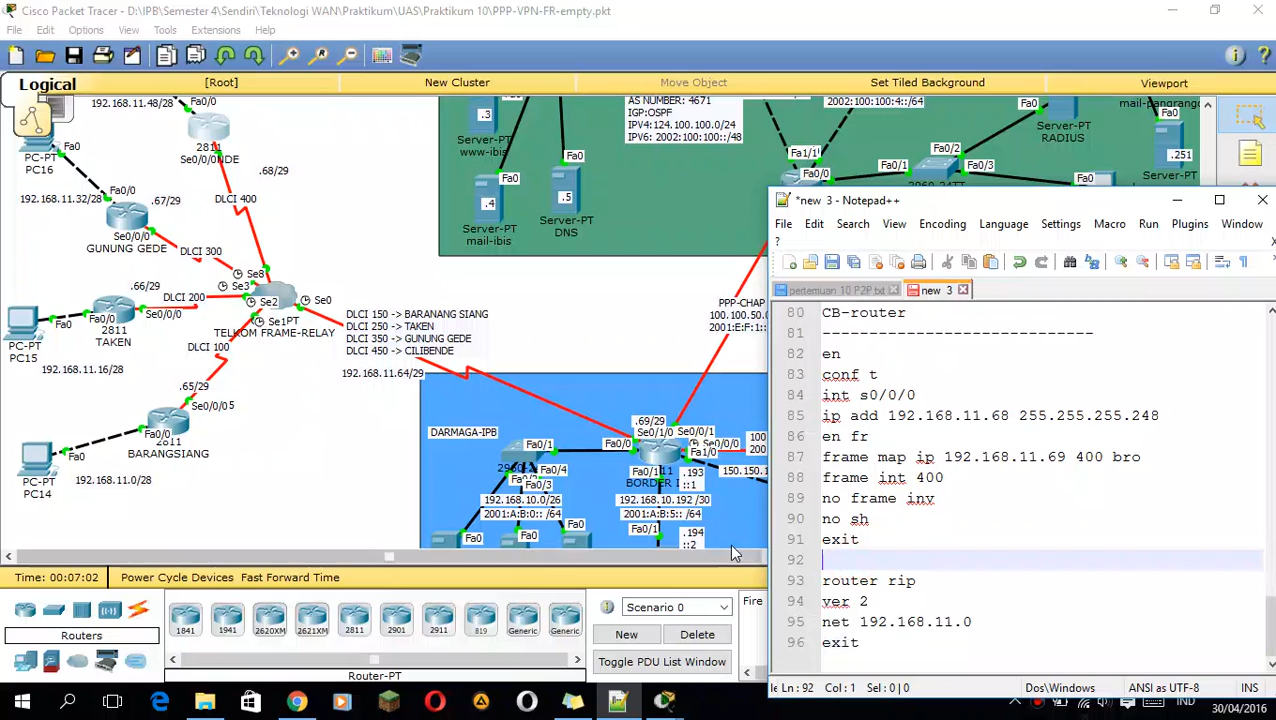 Cisco Packet Tracer - D:\IPB\Semester 4\Sendiri\Teknologi WAN\Praktikum\UAS\Praktikum 10\PPP-VPN-FR-empty.pkt
File Edit Options View Tools Extensions Help
Logical
[Root]
New Cluster
Move Object
Set Tiled Background
Viewport
192.168.11.48/28
Fa0/0
PC-PT
PC16
Fa0
2811
Se0/0/0NDE
.68/29
DLCI 400
192.168.11.32/28
Fa0/0
.67/29
Se0/0/0
GUNUNG GEDE
DLCI 300
Se8
Se3
.66/29
DLCI 200
Se2
Se0
Fa0
Fa0/0
Se0/0/0
2811
TAKEN
Se1PT
TELKOM FRAME-RELAY
PC-PT
PC15
192.168.11.16/28
DLCI 100
DLCI 150 -> BARANANG SIANG
DLCI 250 -> TAKEN
DLCI 350 -> GUNUNG GEDE
DLCI 450 -> CILIBENDE
192.168.11.64/29
.65/29
Se0/0/05
Fa0/0
2811
BARANGSIANG
Fa0
PC-PT
PC14
192.168.11.0/28
.3
Server-PT
www-ibis
Fa0
.4
Server-PT
mail-ibis
Fa0
.5
Server-PT
DNS
AS NUMBER: 4671
IGP:OSPF
IPV4:124.100.100.0/24
IPV6: 2002:100:100::/48
2002:100:100:4::/64
Fa1/1
Fa0/0
Fa0/1
Fa0/2
Fa0/3
2960-24TT
Fa0
Server-PT
RADIUS
mail-pangrango
Fa0
.251
Server-PT
Fa0
PPP-CHAP
100.100.50.0
2001:E:F:1::
DARMAGA-IPB
Fa0/1
Fa0/0
.69/29
Se0/1/0
Se0/0/1
Se0/0/0
Fa1/0
100
200
150.150.1
Fa0/4
Fa0/3
Fa0/1
BORDER I
.193
::1
192.168.10.0/26
2001:A:B:0:: /64
192.168.10.192 /30
2001:A:B:5:: /64
Fa0/1
.194
::2
Fa0
Fa0
Fa0
Time: 00:07:02 Power Cycle Devices Fast Forward Time
Routers
1841
1941
2620XM
2621XM
2811
2901
2911
819
Generic
Generic
Router-PT
Scenario 0
New
Delete
Toggle PDU List Window
Fire
*new 3 - Notepad++
File Edit Search View Encoding Language Settings Macro Run Plugins Window
?
pertemuan 10 P2P.txt
new 3
80 CB-router
81 -----------------------------
82 en
83 conf t
84 int s0/0/0
85 ip add 192.168.11.68 255.255.255.248
86 en fr
87 frame map ip 192.168.11.69 400 bro
88 frame int 400
89 no frame inv
90 no sh
91 exit
92
93 router rip
94 ver 2
95 net 192.168.11.0
96 exit
Ln : 92 Col : 1 Sel : 0 | 0
Dos\Windows
ANSI as UTF-8
INS
IND
14:59
30/04/2016